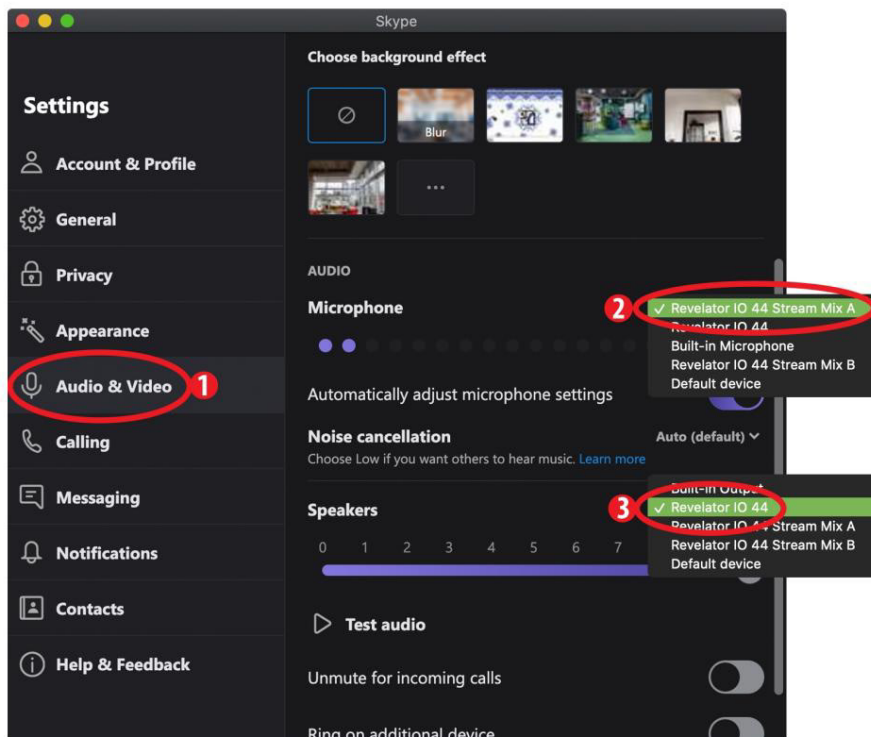 Skype
Settings
Account & Profile
General
Privacy
Appearance
Audio & Video
1
Calling
Messaging
Notifications
Contacts
Help & Feedback
Choose background effect
Blur
AUDIO
Microphone
2
✓ Revelator IO 44 Stream Mix A
Revelator IO 44
Built-in Microphone
Revelator IO 44 Stream Mix B
Default device
Automatically adjust microphone settings
Noise cancellation
Auto (default)
Choose Low if you want others to hear music. Learn more
Speakers
3
Built-in Output
✓ Revelator IO 44
Revelator IO 44 Stream Mix A
Revelator IO 44 Stream Mix B
Default device
0 1 2 3 4 5 6 7
Test audio
Unmute for incoming calls
Ring on additional device